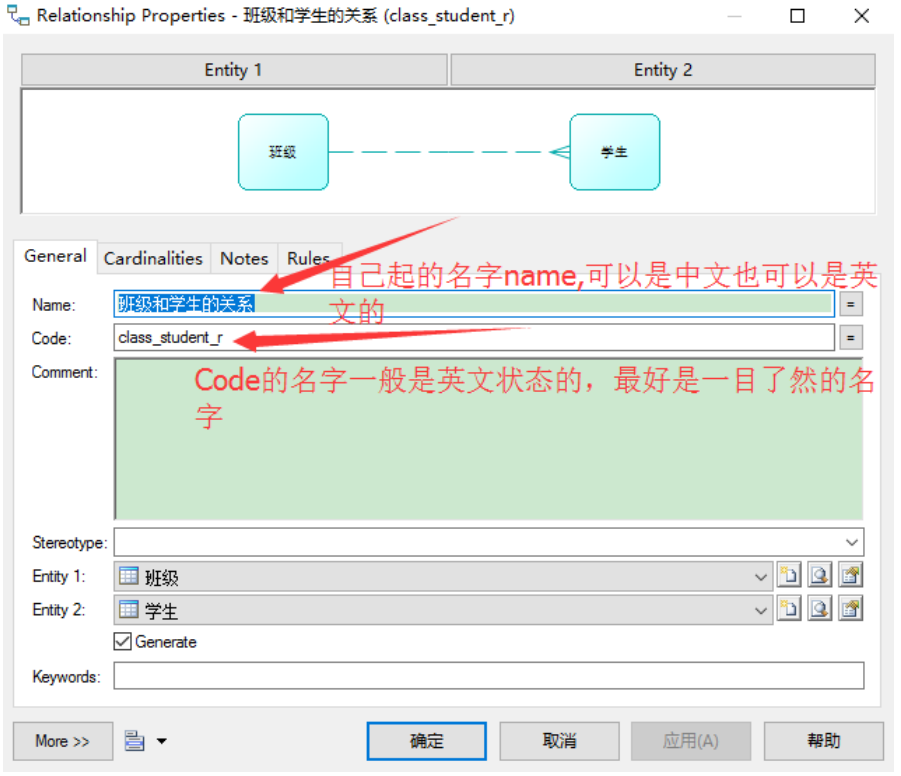 Relationship Properties - 班级和学生的关系 (class_student_r)
Entity 1
Entity 2
班级
学生
General
Cardinalities
Notes
Rules
自己起的名字name,可以是中文也可以是英
文的
Name:
班级和学生的关系
=
Code:
class_student_r
=
Comment:
Code的名字一般是英文状态的，最好是一目了然的名
字
Stereotype:
Entity 1:
班级
Entity 2:
学生
Generate
Keywords:
More >>
确定
取消
应用(A)
帮助